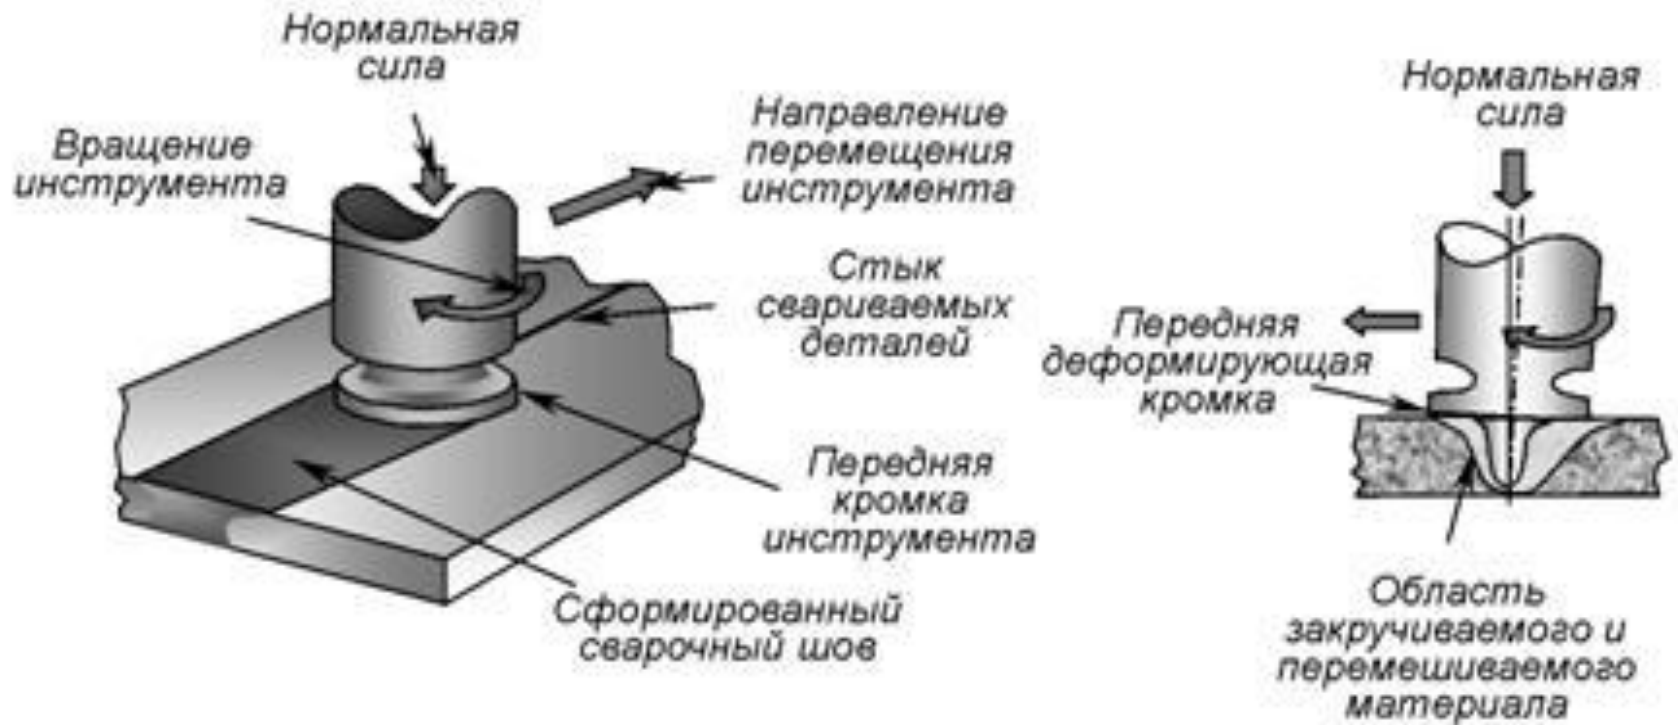 Нормальная
сила
Вращение
инструмента
Направление
перемещения
инструмента
Стык
свариваемых
деталей
Передняя
кромка
инструмента
Сформированный
сварочный шов
Нормальная
сила
Передняя
деформирующая
кромка
Область
закручиваемого и
перемешиваемого
материала